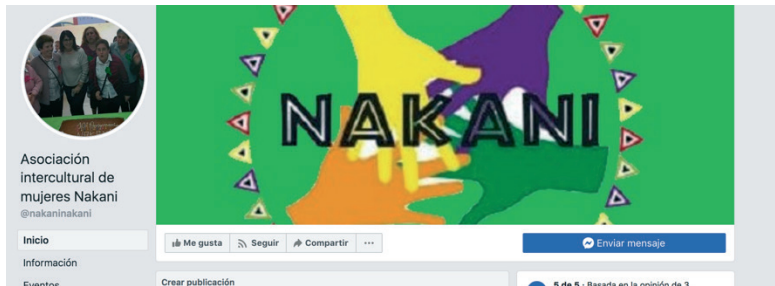 NAKANI
Asociación
intercultural de
mujeres Nakani
@nakaninakani
Inicio
Información
Eventos
Me gusta
Seguir
Compartir
...
Enviar mensaje
Crear publicación
5 de 5 · Basada en la opinión de 3